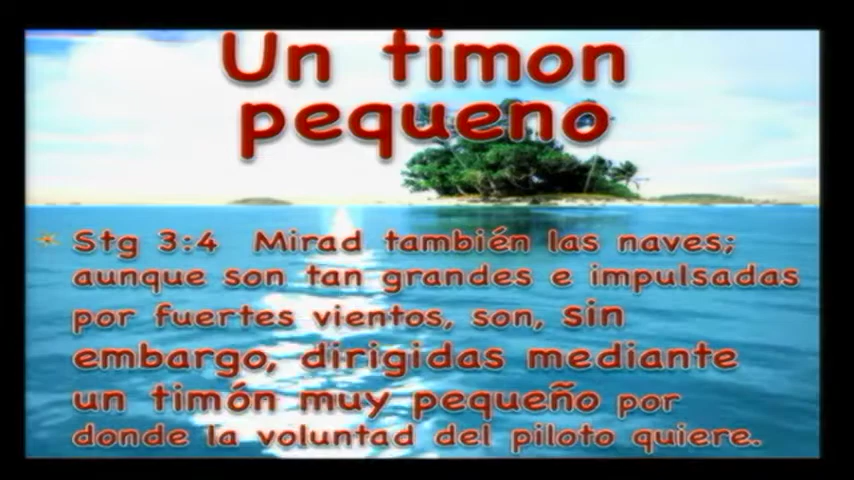 Un timon
pequeno
Stg 3:4 Mirad también las naves;
aunque son tan grandes e impulsadas
por fuertes vientos, son, sin
embargo, dirigidas mediante
un timón muy pequeño por
donde la voluntad del piloto quiere.